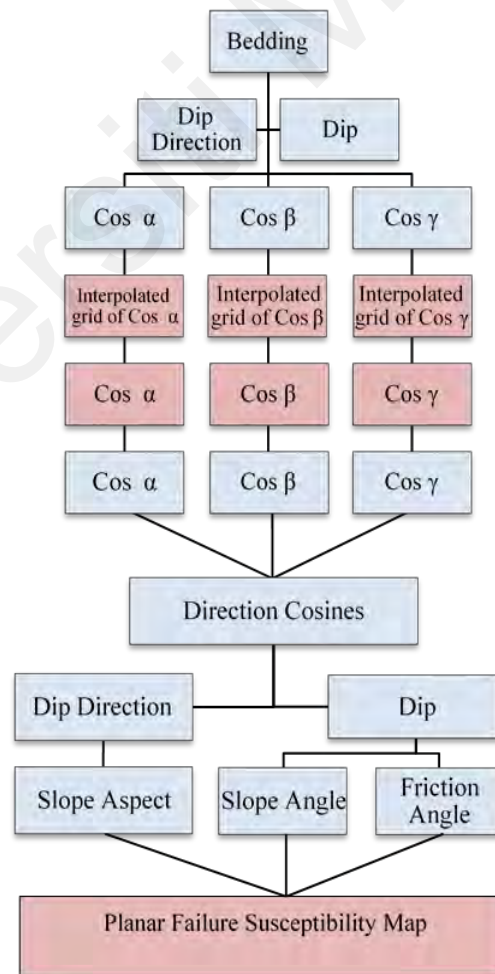 Bedding
Dip
Direction
Dip
Cos α
Cos β
Cos γ
Interpolated
grid of Cos α
Interpolated
grid of Cos β
Interpolated
grid of Cos γ
Cos α
Cos β
Cos γ
Cos α
Cos β
Cos γ
Direction Cosines
Dip Direction
Dip
Slope Aspect
Slope Angle
Friction
Angle
Planar Failure Susceptibility Map